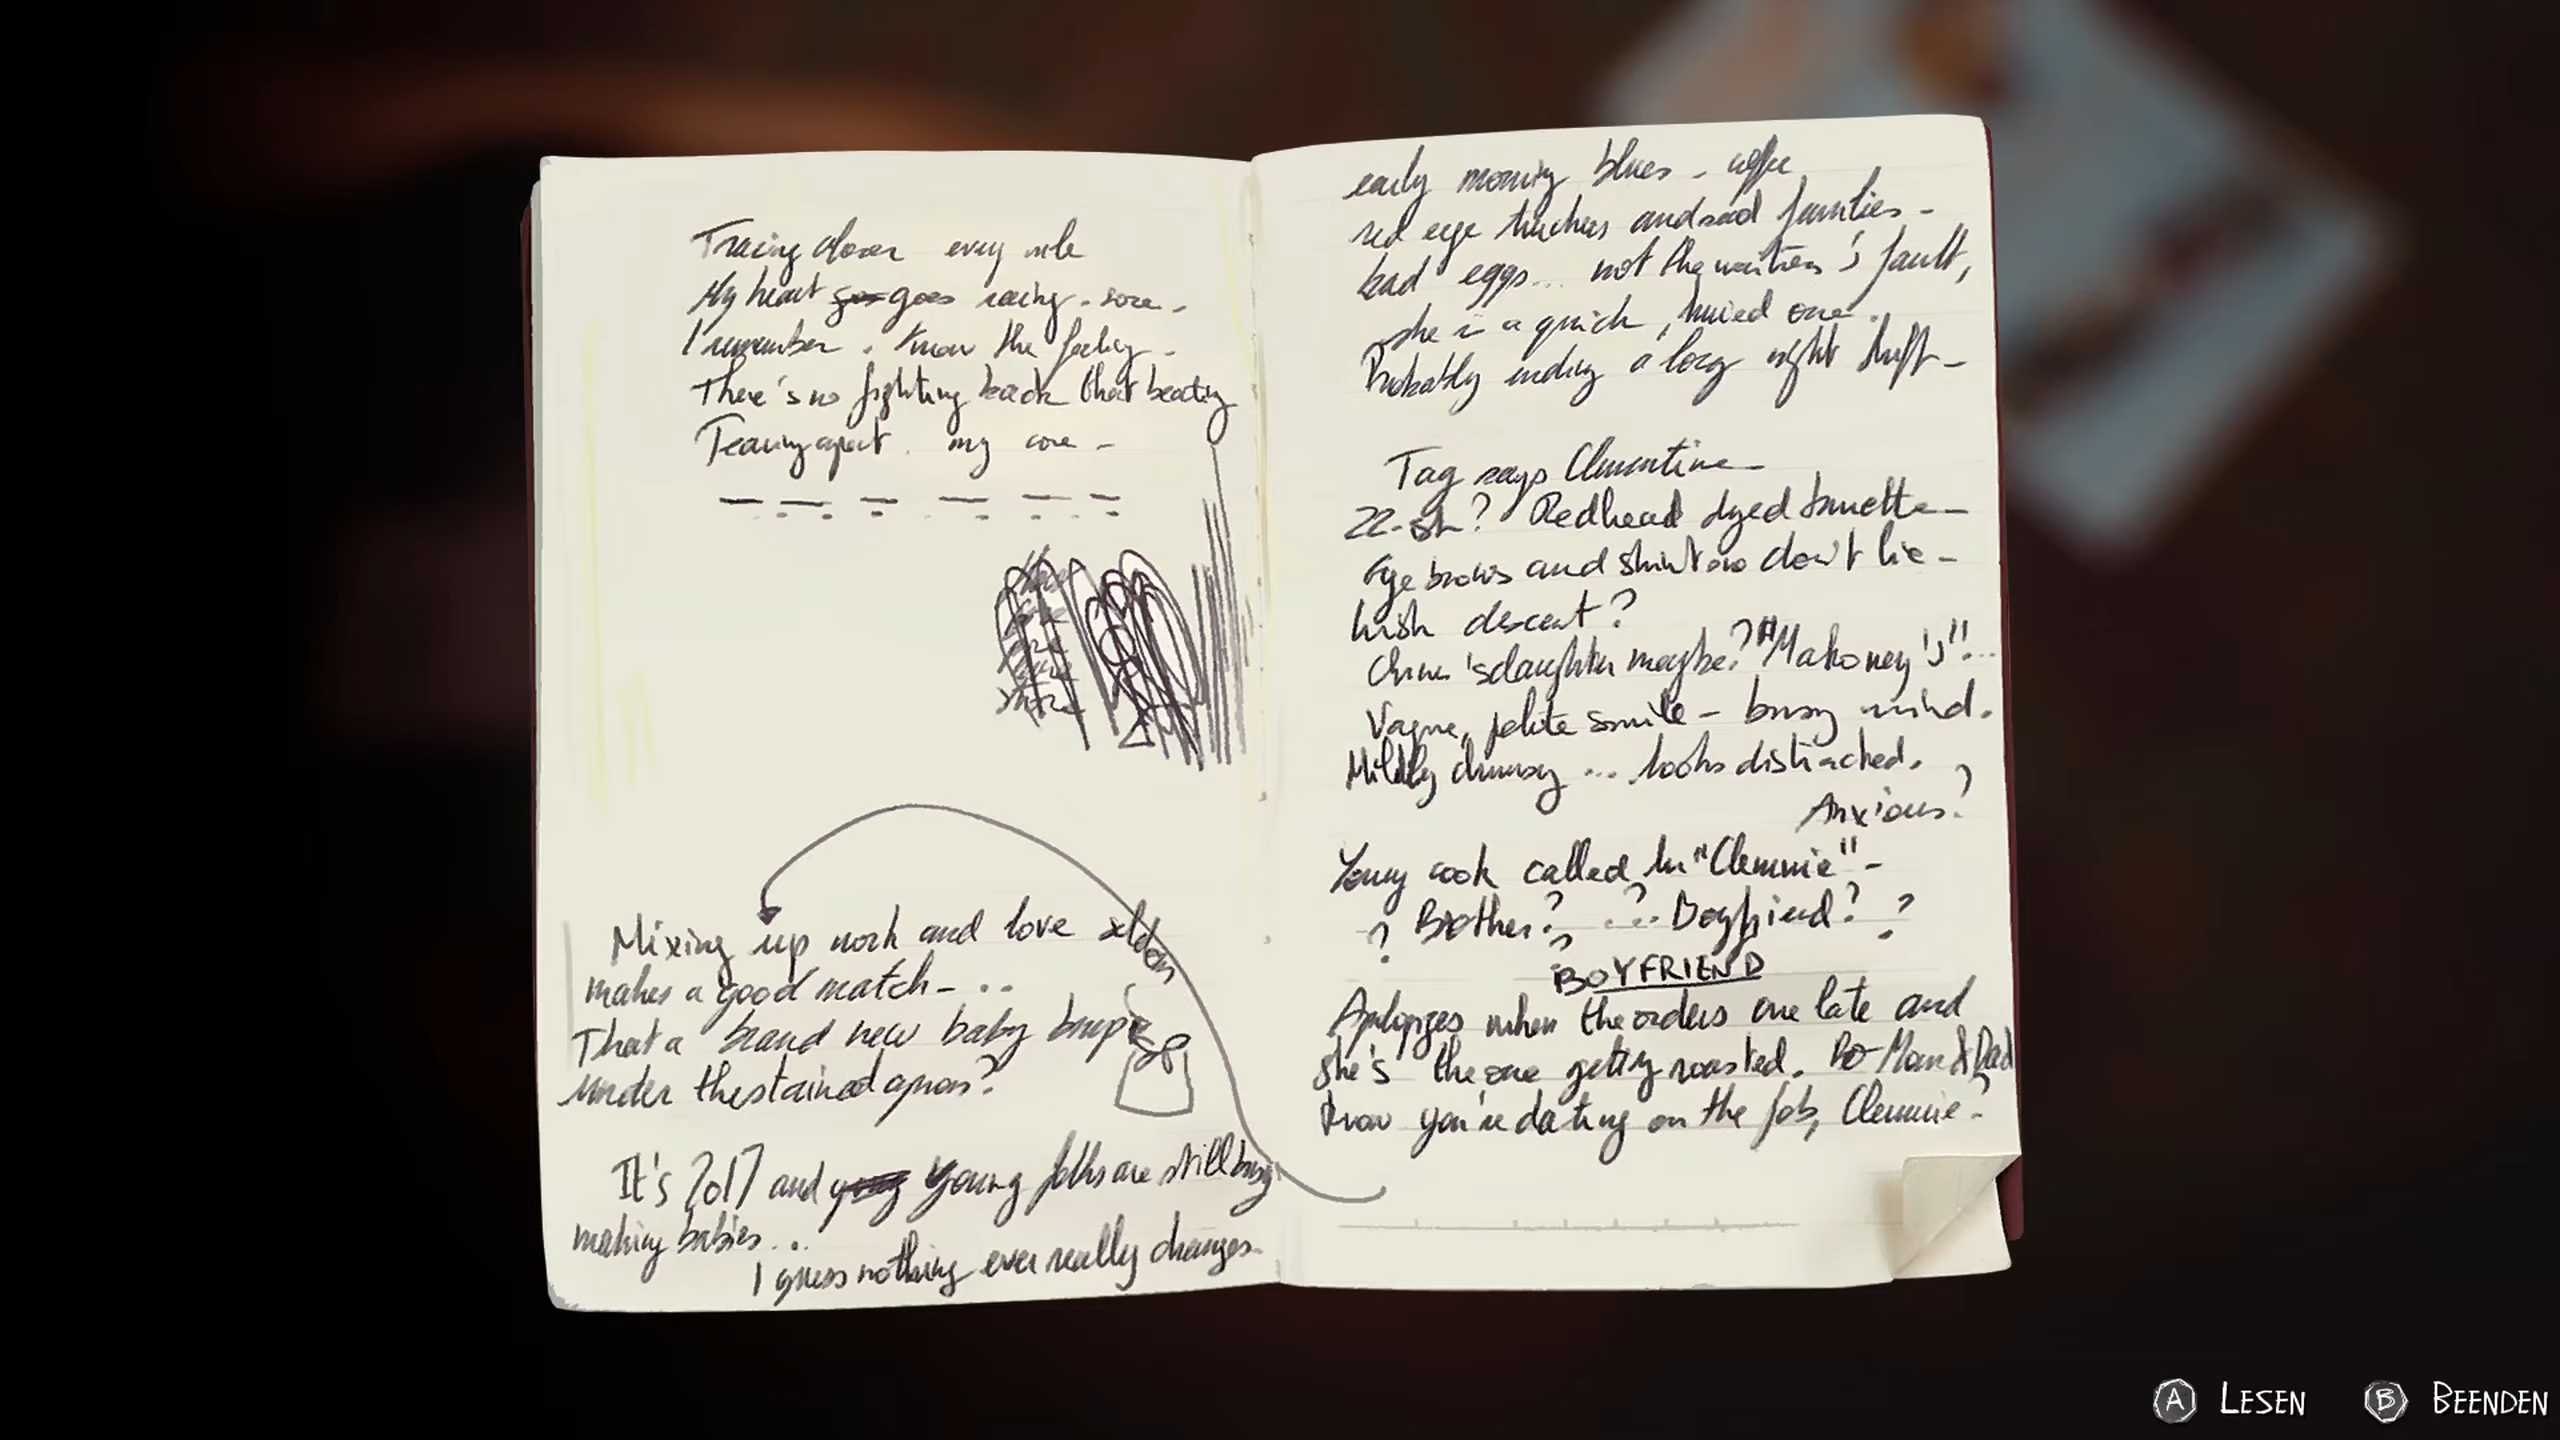 Tracing closer every mile
My heart goes goes racing. sore.
I remember. Know the feeling.
There's no fighting back that beating
Tearing apart. my core -
Mixing up work and love seldom
makes a good match - ..
That a brand new baby bump
under the stained apron?
It's 2017 and young folks are still busy
making babies...
I guess nothing ever really changes.
early morning blues - coffee
red eye truckers and sad families -
bad eggs... not the waitress's fault,
she is a quick, one.
Probably ending a long night shift -
Tag says Clementine
22-ish? Redhead dyed brunette
Eye brows and skin don't lie -
Irish descent?
Owner's daughter maybe? "Mahoney's"!...
Vague, polite smile - busy mind.
Mildly clumsy ... looks distracted.
Anxious?
Young cook called her "Clemmie" -
? Brother? ..?.. Boyfriend? ?
?
BOYFRIEND
Apologizes when the orders are late and
she's the one getting roasted. Do Mom & Dad
know you're dating on the job, Clemmie?
A LESEN B BEENDEN